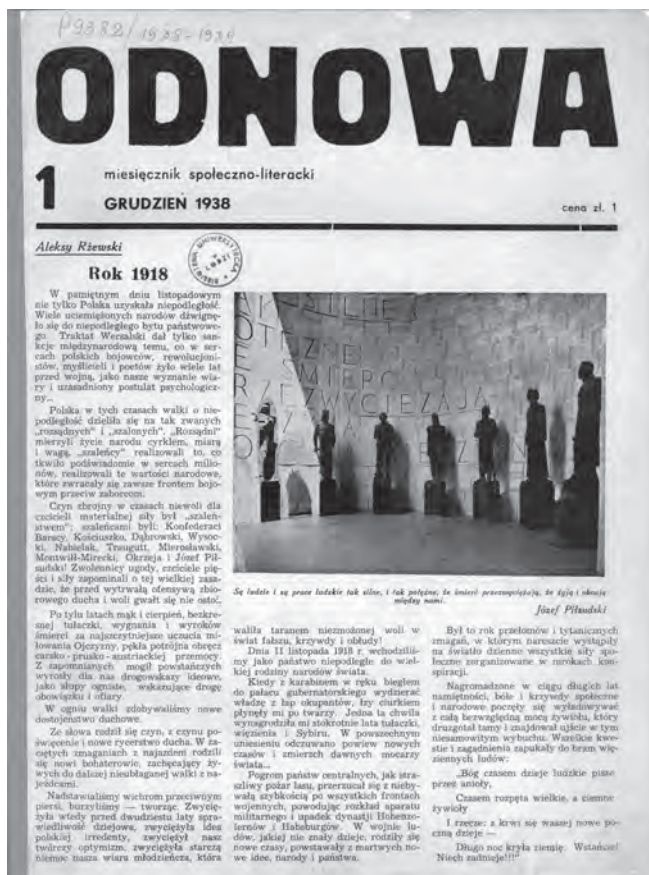 P9382/1938-1939
ODNOWA
1
miesięcznik społeczno-literacki
GRUDZIEŃ 1938
cena zł. 1
Aleksy Rżewski
Rok 1918
W pamiętnym dniu listopadowym
nie tylko Polska uzyskała niepodległość.
Wiele uciemiężonych narodów dźwignę-
ło się do niepodległego bytu państwowe-
go. Traktat Wersalski dał tylko san-
kcję międzynarodową temu, co w ser-
cach polskich bojowców, rewolucjoni-
stów, myślicieli i poetów żyło wiele lat
przed wojną, jako nasze wyznanie wia-
ry i uzasadniony postulat psychologicz-
ny...
Polska w tych czasach walki o nie-
podległość dzieliła się na tak zwanych
„rozsądnych" i „szalonych". „Rozsądni"
mierzyli życie narodu cyrklem, miarą
i wagą, „szaleńcy" realizowali to, co
tkwiło podświadomie w sercach milio-
nów, realizowali te wartości narodowe,
które zwracały się zawsze frontem bojo-
wym przeciw zaborcom.
Czyn zbrojny w czasach niewoli dla
czcicieli materialnej siły był „szaleń-
stwem"; szaleńcami byli: Konfederaci
Barscy, Kościuszko, Dąbrowski, Wysoc-
ki, Nabielak, Traugutt, Mierosławski,
Montwiłł-Mirecki, Okrzeja i Józef Pił-
sudski! Zwolennicy ugody, czciciele pię-
ści i siły zapominali o tej wielkiej zasa-
dzie, że przed wytrwałą ofensywą zbio-
rowego ducha i woli gwałt się nie ostoi.
Po tylu latach mąk i cierpień, bezkre-
snej tułaczki, wygnania i wyroków
śmierci za najszczytniejsze uczucia mi-
łowania Ojczyzny, pękła potrójna obręcz
carsko-prusko-austriackiej przemocy.
Z zapomnianych mogił powstańczych
wyrosły dla nas drogowskazy ideowe,
jako słupy ogniste, wskazujące drogę
obowiązku i ofiary.
W ogniu walki zdobywaliśmy nowe
dostojeństwo duchowe.
Ze słowa rodził się czyn, z czynu po-
święcenie i nowe rycerstwo ducha. W za-
ciętych zmaganiach z najazdem rodzili
się nowi bohaterowie, zachęcający ży-
wych do dalszej nieubłaganej walki z na-
jeźdcami.
Nadstawialiśmy wichrom przeciwnym
piersi, burzyliśmy — tworząc. Zwycię-
żyła wtedy przed dwudziestu laty spra-
wiedliwość dziejowa, zwyciężyła idea
polskiej irredenty, zwyciężył nasz
twórczy optymizm, zwyciężyła starczą
niemoc nasza wiara młodzieńcza, która
POTĘŻNE
ŚMIERĆ
PRZEZWYCIĘŻAJĄ
Są ludzie i są prace ludzkie tak silne, i tak potężne, że śmierć przezwyciężają, że żyją i obcują
między nami.
Józef Piłsudski
waliła taranem niezmożonej woli w
świat fałszu, krzywdy i obłudy!
Dnia 11 listopada 1918 r. wchodziliś-
my jako państwo niepodległe do wiel-
kiej rodziny narodów świata.
Kiedy z karabinem w ręku biegłem
do pałacu gubernatorskiego wydzierać
władzę z łap okupantów, łzy ciurkiem
płynęły mi po twarzy. Jedna ta chwila
wynagrodziła mi stokrotnie lata tułaczki,
więzienia i Sybiru. W powszechnym
uniesieniu odczuwano powiew nowych
czasów i zmierzch dawnych mocarzy
świata...
Pogrom państw centralnych, jak stra-
szliwy pożar lasu, przerzucał się z nieby-
wałą szybkością po wszystkich frontach
wojennych, powodując rozkład aparatu
militarnego i upadek dynastii Hohenzo-
lernów i Habsburgów. W wojnie lu-
dów, jakiej nie znały dzieje, rodziły się
nowe czasy, powstawały z martwych no-
we idee, narody i państwa.
Był to rok przełomów i tytanicznych
zmagań, w którym nareszcie wystąpiły
na światło dzienne wszystkie siły spo-
łeczne zorganizowane w mrokach kon-
spiracji.
Nagromadzone w ciągu długich lat
namiętności, bóle i krzywdy społeczne
i narodowe poczęły się wyładowywać
z całą bezwzględną mocą żywiołu, który
druzgotał tamy i znajdował ujście w tym
niesamowitym wybuchu. Wszelkie kwe-
stie i zagadnienia zapukały do bram wię-
ziennych ludów:
„Bóg czasem dzieje ludzkie pisze
przez anioły,
Czasem rozpęta wielkie, a ciemne
żywioły
I rzecze: z krwi się waszej nowe po-
czną dzieje —
Długo noc kryła ziemię. Wstańcie!
Niech zadnieje!!!"